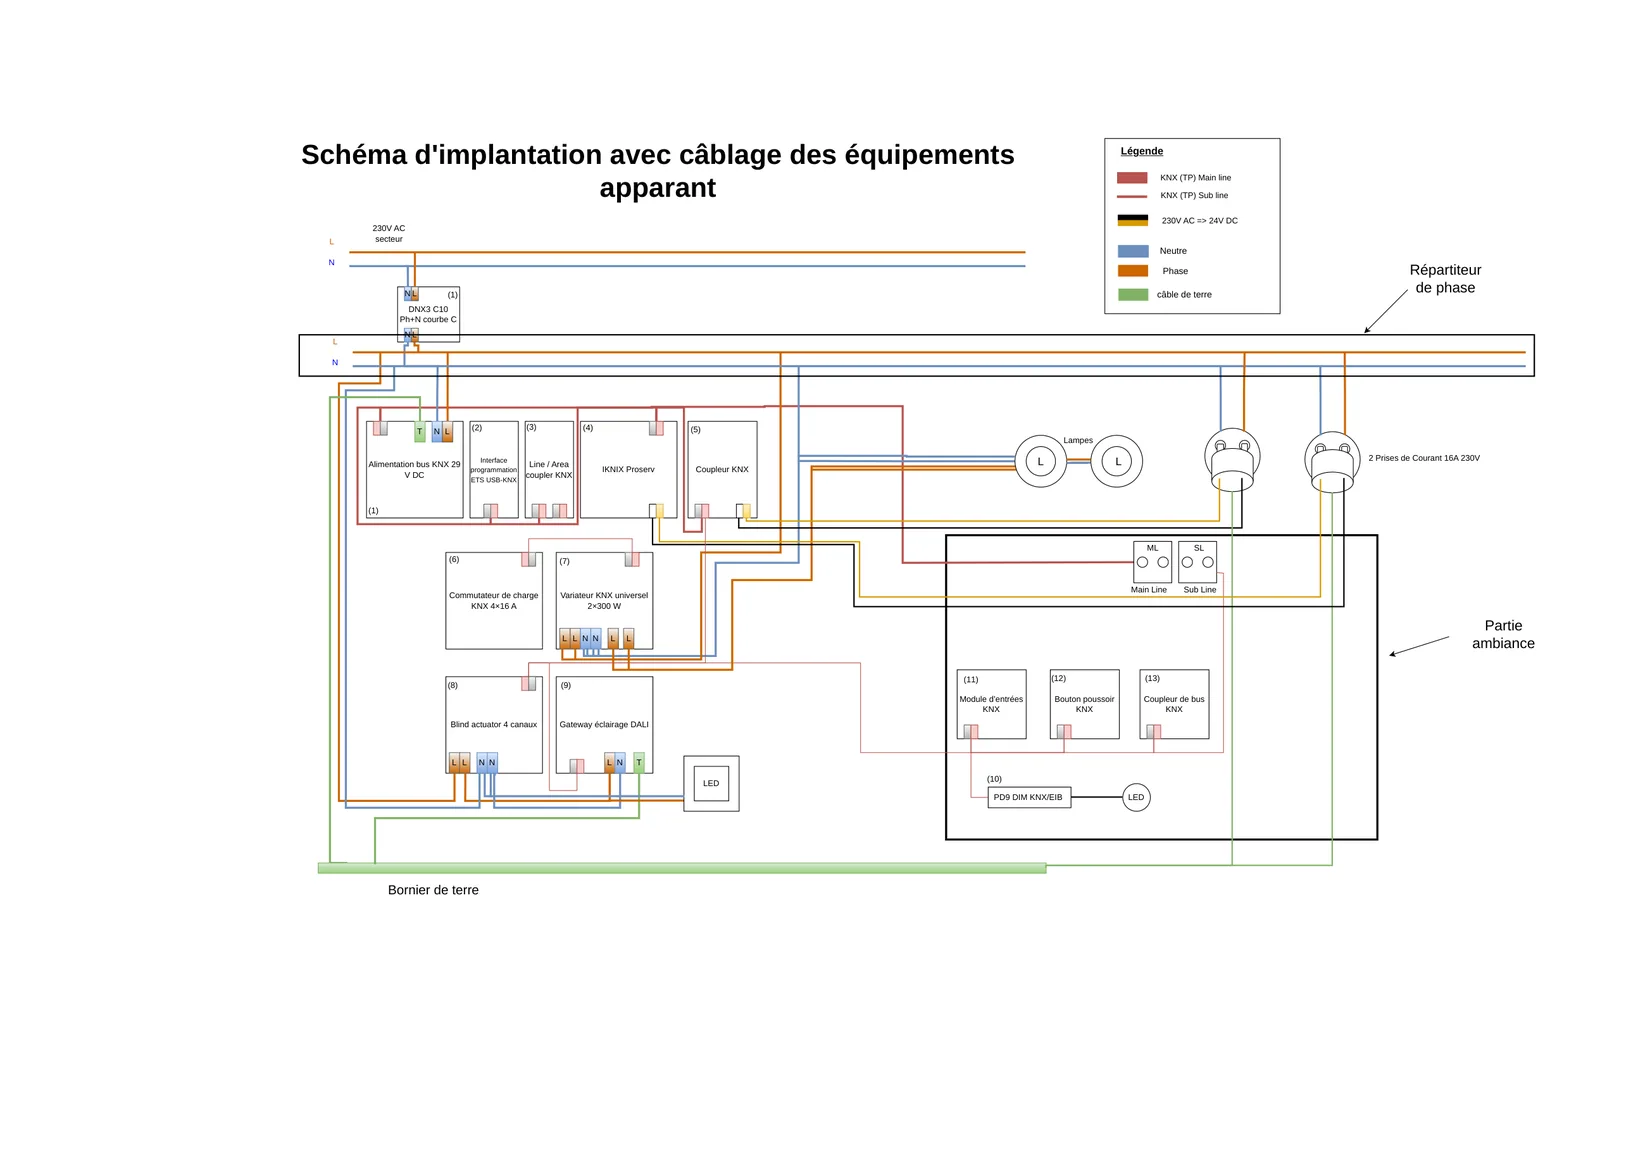 Schéma d'implantation avec câblage des équipements
apparant
Légende
KNX (TP) Main line
KNX (TP) Sub line
230V AC => 24V DC
Neutre
Phase
câble de terre
230V AC
secteur
L
N
N L
(1)
DNX3 C10
Ph+N courbe C
N L
Répartiteur
de phase
L
N
T N L
Alimentation bus KNX 29
V DC
(1)
(2)
Interface
programmation
ETS USB-KNX
(3)
Line / Area
coupler KNX
(4)
IKNIX Proserv
(5)
Coupleur KNX
Lampes
L
L
2 Prises de Courant 16A 230V
(6)
Commutateur de charge
KNX 4×16 A
(7)
Variateur KNX universel
2×300 W
L L N N L L
ML
SL
Main Line
Sub Line
Partie
ambiance
(8)
Blind actuator 4 canaux
L L N N
(9)
Gateway éclairage DALI
L N T
LED
(11)
Module d'entrées
KNX
(12)
Bouton poussoir
KNX
(13)
Coupleur de bus
KNX
(10)
PD9 DIM KNX/EIB
LED
Bornier de terre